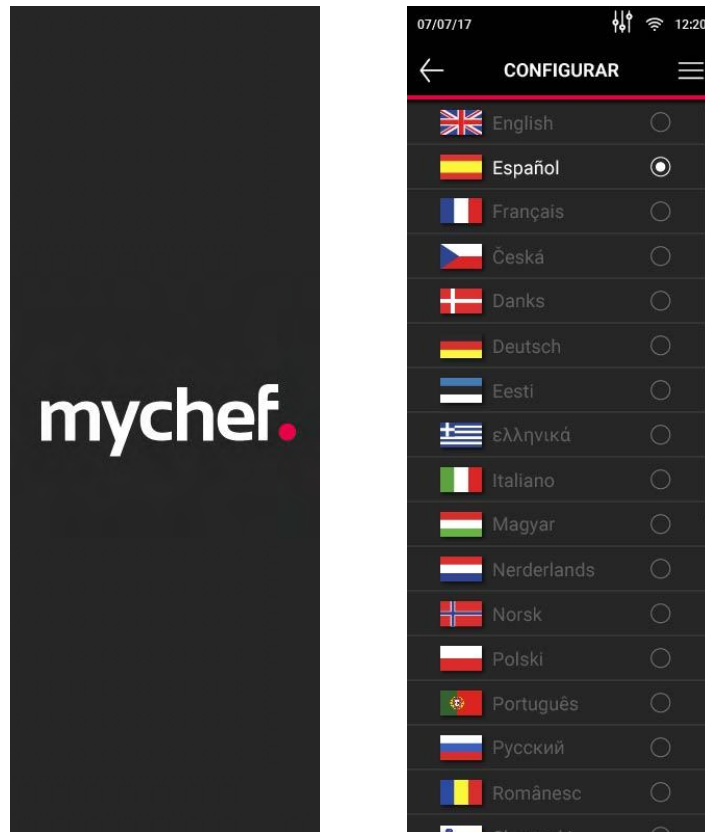 mychef.
07/07/17 12:20
CONFIGURAR
English
Español
Français
Česká
Danks
Deutsch
Eesti
ελληνικά
Italiano
Magyar
Nerderlands
Norsk
Polski
Português
Русский
Românesc